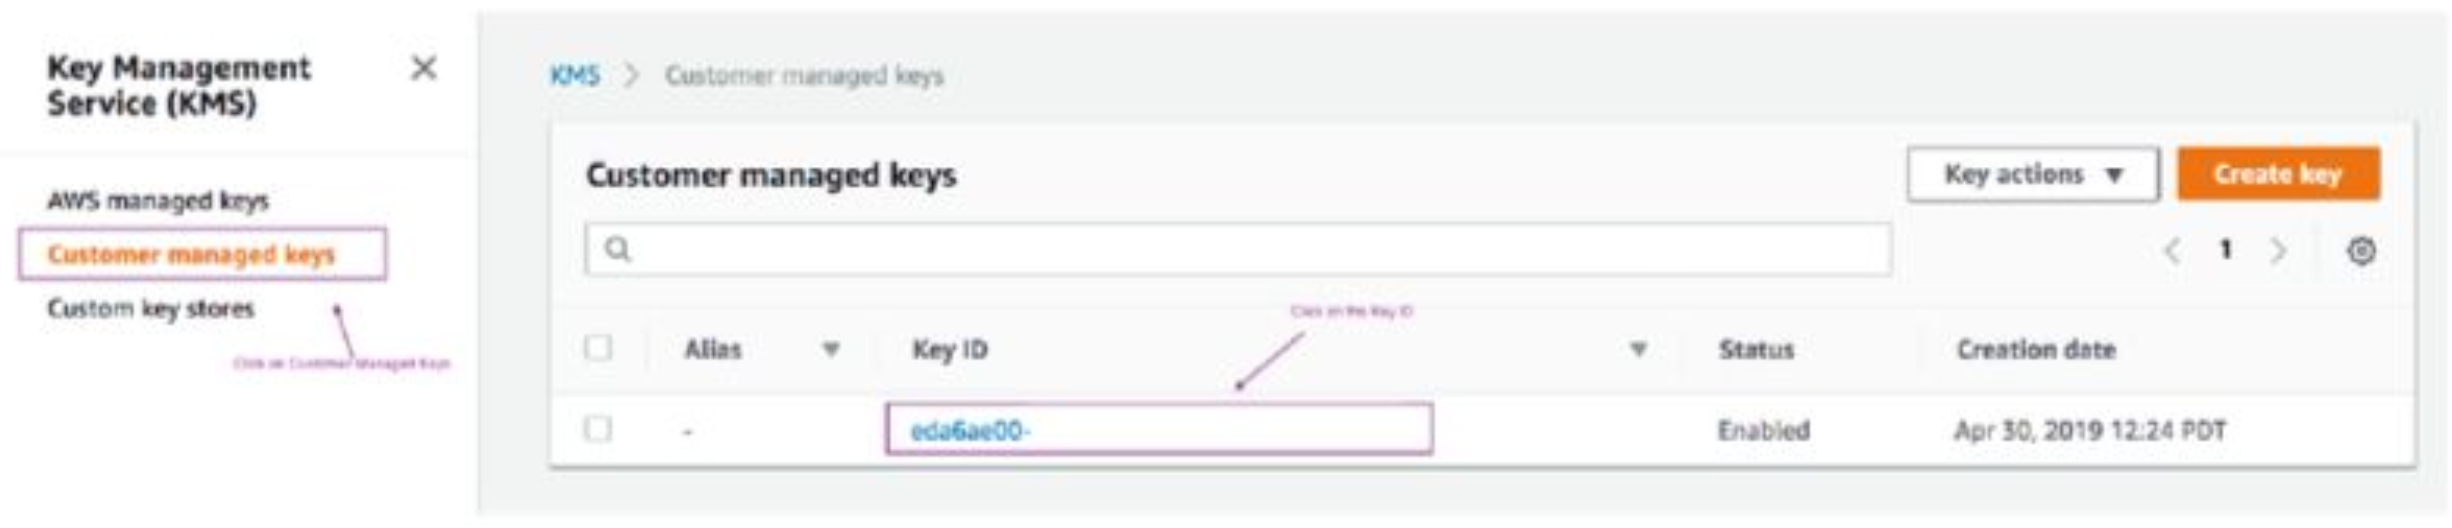 Key Management
Service (KMS)
AWS managed keys
Customer managed keys
Custom key stores
Click on Customer Managed Keys
KMS > Customer managed keys
Customer managed keys
Key actions ▼
Create key
< 1 >
Click on the Key ID
Alias ▼ Key ID ▼ Status Creation date
- eda6ae00- Enabled Apr 30, 2019 12:24 PDT